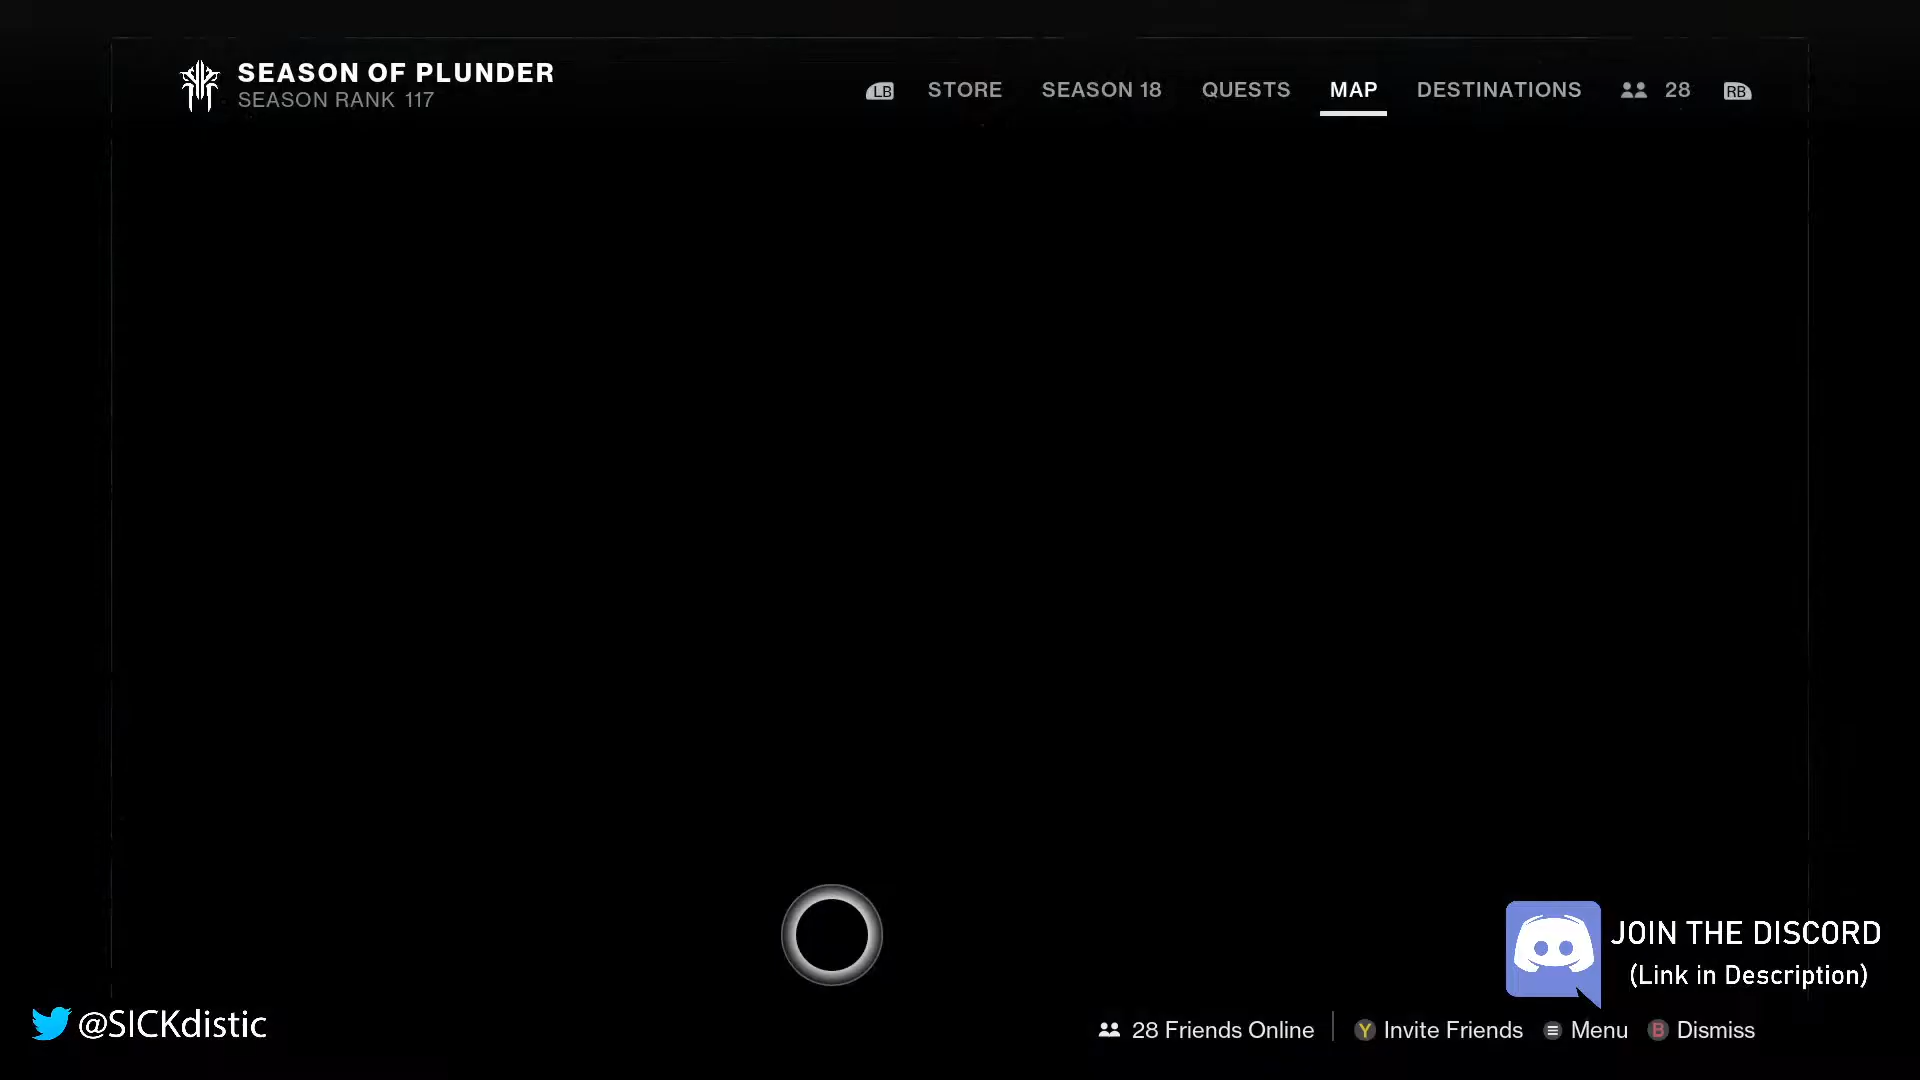 SEASON OF PLUNDER
SEASON RANK 117
LB STORE SEASON 18 QUESTS MAP DESTINATIONS 28 RB
JOIN THE DISCORD
(Link in Description)
@SICKdistic
28 Friends Online Y Invite Friends Menu B Dismiss